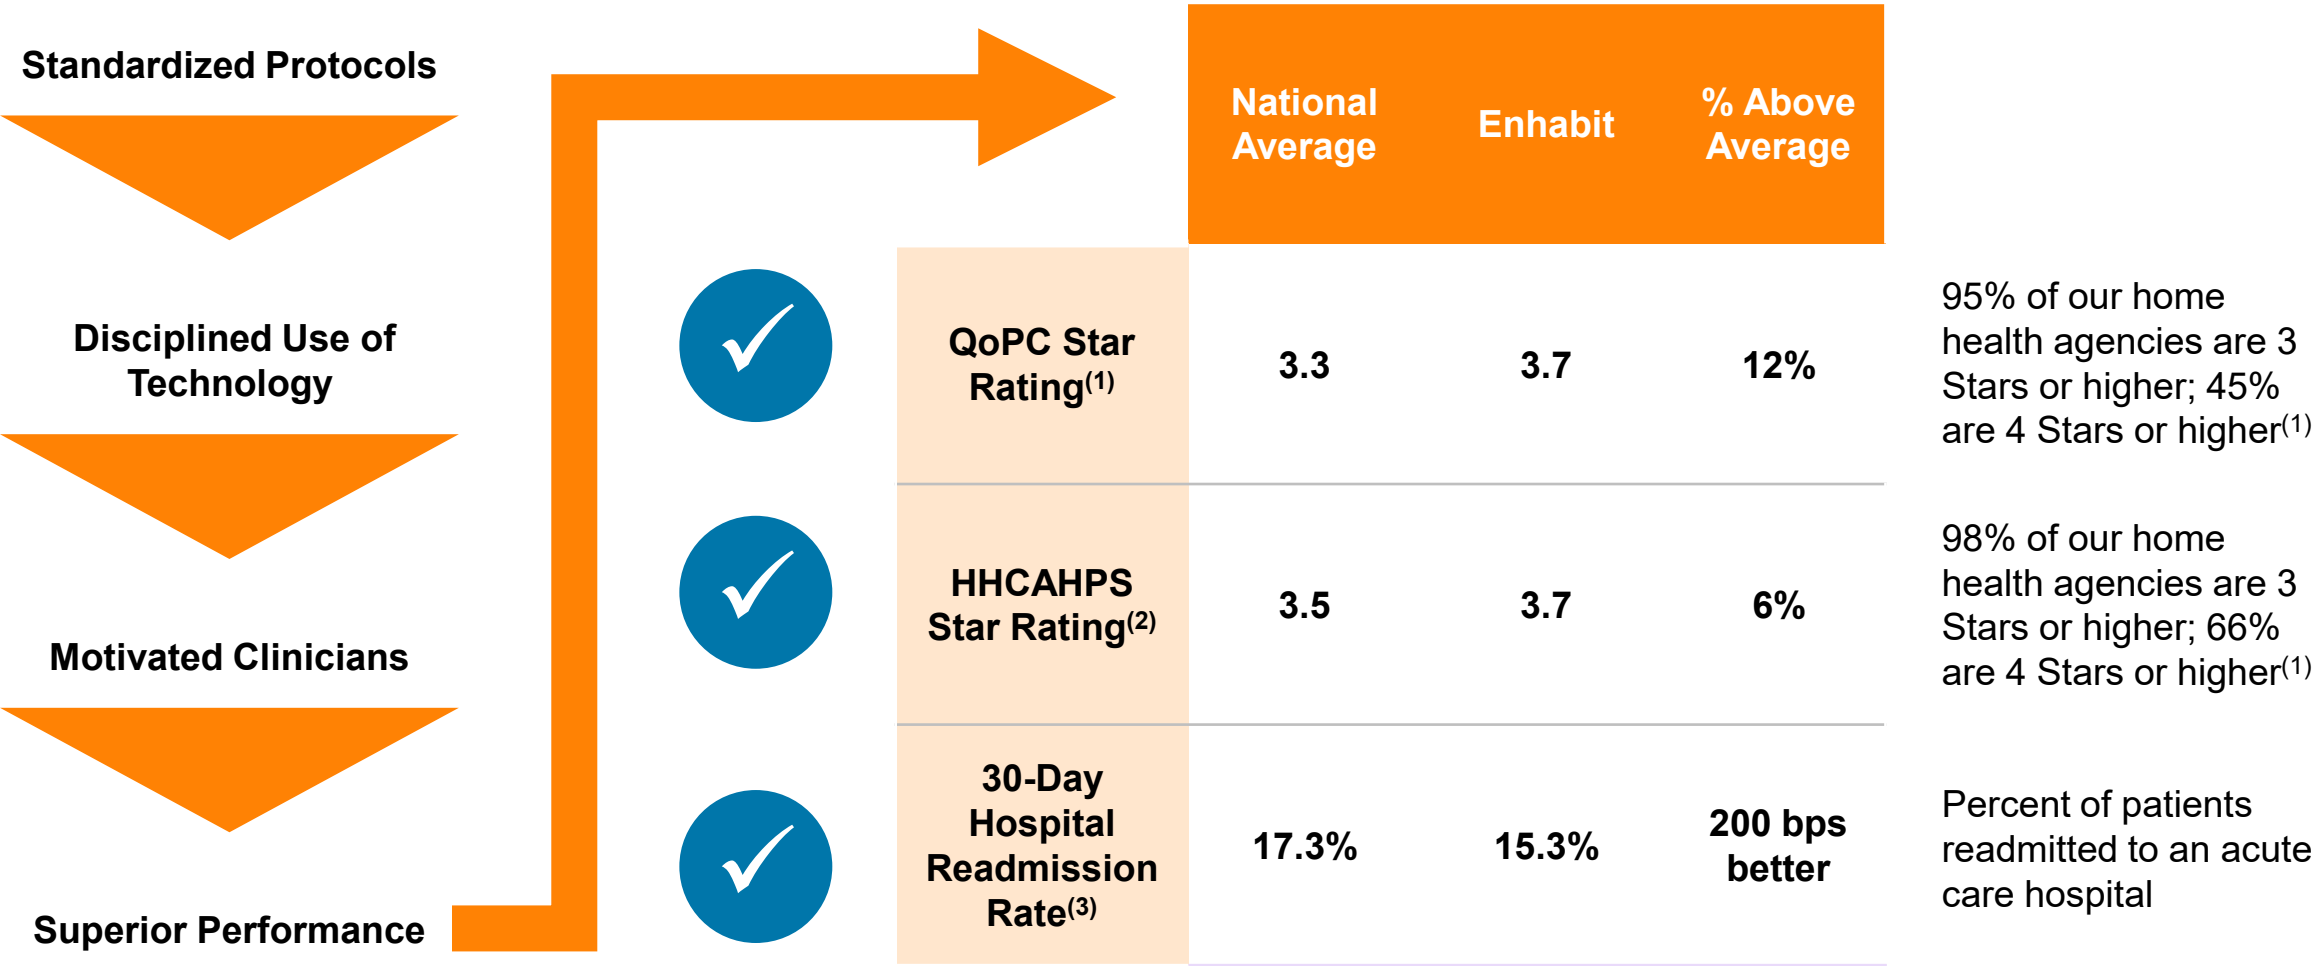 Standardized Protocols
Disciplined Use of
Technology
Motivated Clinicians
Superior Performance
National
Average
Enhabit
% Above
Average
QoPC Star
Rating(1)
3.3
3.7
12%
95% of our home
health agencies are 3
Stars or higher; 45%
are 4 Stars or higher(1)
HHCAHPS
Star Rating(2)
3.5
3.7
6%
98% of our home
health agencies are 3
Stars or higher; 66%
are 4 Stars or higher(1)
30-Day
Hospital
Readmission
Rate(3)
17.3%
15.3%
200 bps
better
Percent of patients
readmitted to an acute
care hospital